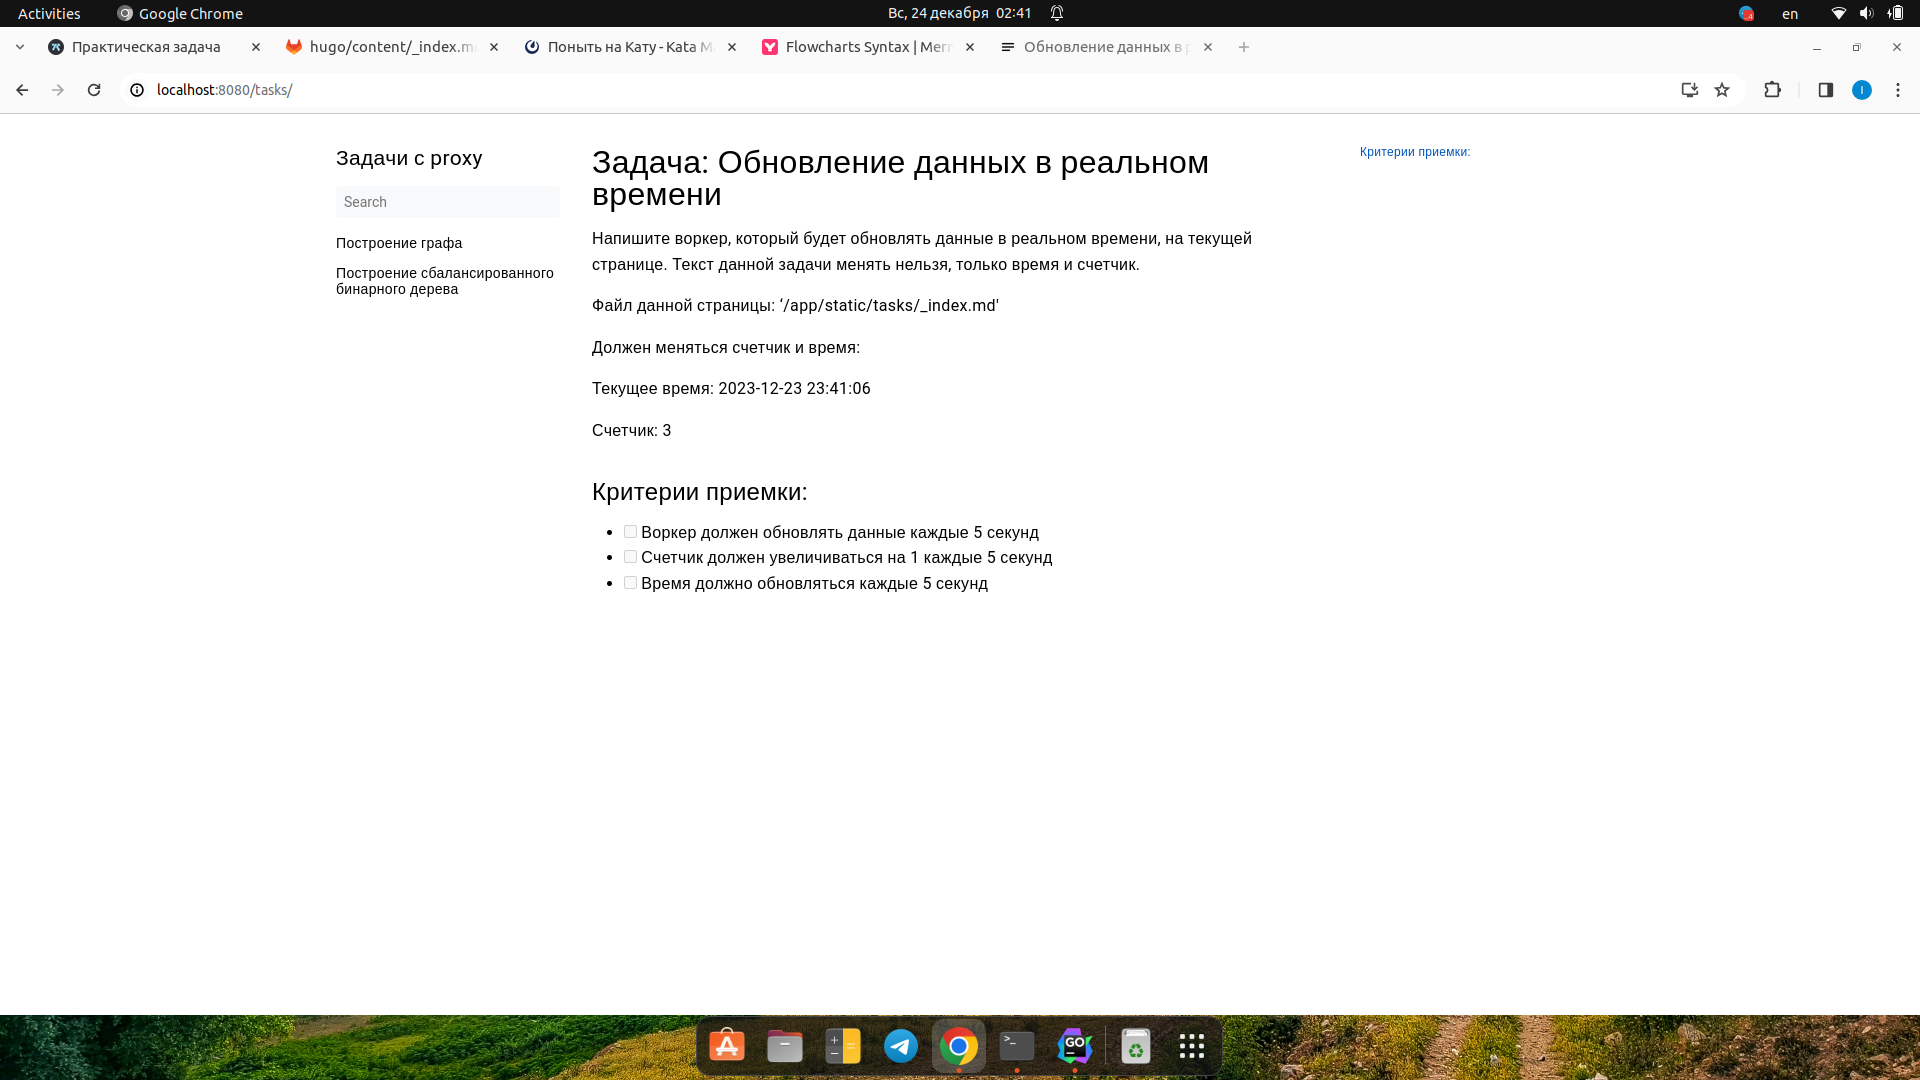 Activities
Google Chrome
Вс, 24 декабря 02:41
en
Практическая задача
hugo/content/_index.m
Поныть на Кату - Kata M
Flowcharts Syntax | Mer
Обновление данных в р
localhost:8080/tasks/
Задачи с proxy
Search
Построение графа
Построение сбалансированного
бинарного дерева
Задача: Обновление данных в реальном
времени
Напишите воркер, который будет обновлять данные в реальном времени, на текущей
странице. Текст данной задачи менять нельзя, только время и счетчик.
Файл данной страницы: ‘/app/static/tasks/_index.md'
Должен меняться счетчик и время:
Текущее время: 2023-12-23 23:41:06
Счетчик: 3
Критерии приемки:
Воркер должен обновлять данные каждые 5 секунд
Счетчик должен увеличиваться на 1 каждые 5 секунд
Время должно обновляться каждые 5 секунд
Критерии приемки:
GO